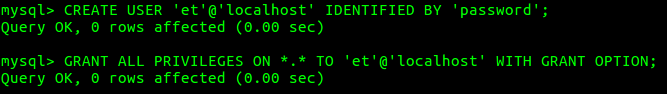 mysql> CREATE USER 'et'@'localhost' IDENTIFIED BY 'password';
Query OK, 0 rows affected (0.00 sec)
mysql> GRANT ALL PRIVILEGES ON *.* TO 'et'@'localhost' WITH GRANT OPTION;
Query OK, 0 rows affected (0.00 sec)